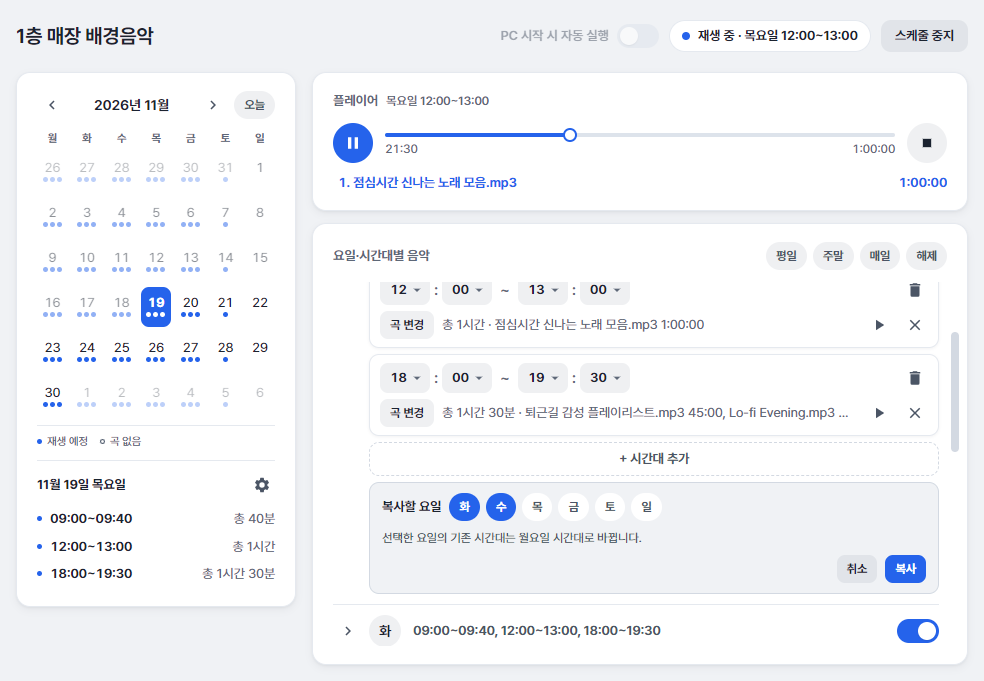 1층 매장 배경음악
PC 시작 시 자동 실행
재생 중 · 목요일 12:00~13:00
스케줄 중지
2026년 11월
오늘
월 화 수 목 금 토 일
26 27 28 29 30 31 1
2 3 4 5 6 7 8
9 10 11 12 13 14 15
16 17 18 19 20 21 22
23 24 25 26 27 28 29
30 1 2 3 4 5 6
재생 예정 곡 없음
11월 19일 목요일
09:00~09:40 총 40분
12:00~13:00 총 1시간
18:00~19:30 총 1시간 30분
플레이어 목요일 12:00~13:00
21:30 1:00:00
1. 점심시간 신나는 노래 모음.mp3 1:00:00
요일·시간대별 음악
평일 주말 매일 해제
12 : 00 ~ 13 : 00
곡 변경 총 1시간 · 점심시간 신나는 노래 모음.mp3 1:00:00
18 : 00 ~ 19 : 30
곡 변경 총 1시간 30분 · 퇴근길 감성 플레이리스트.mp3 45:00, Lo-fi Evening.mp3 ...
+ 시간대 추가
복사할 요일 화 수 목 금 토 일
선택한 요일의 기존 시간대는 월요일 시간대로 바뀝니다.
취소 복사
화 09:00~09:40, 12:00~13:00, 18:00~19:30